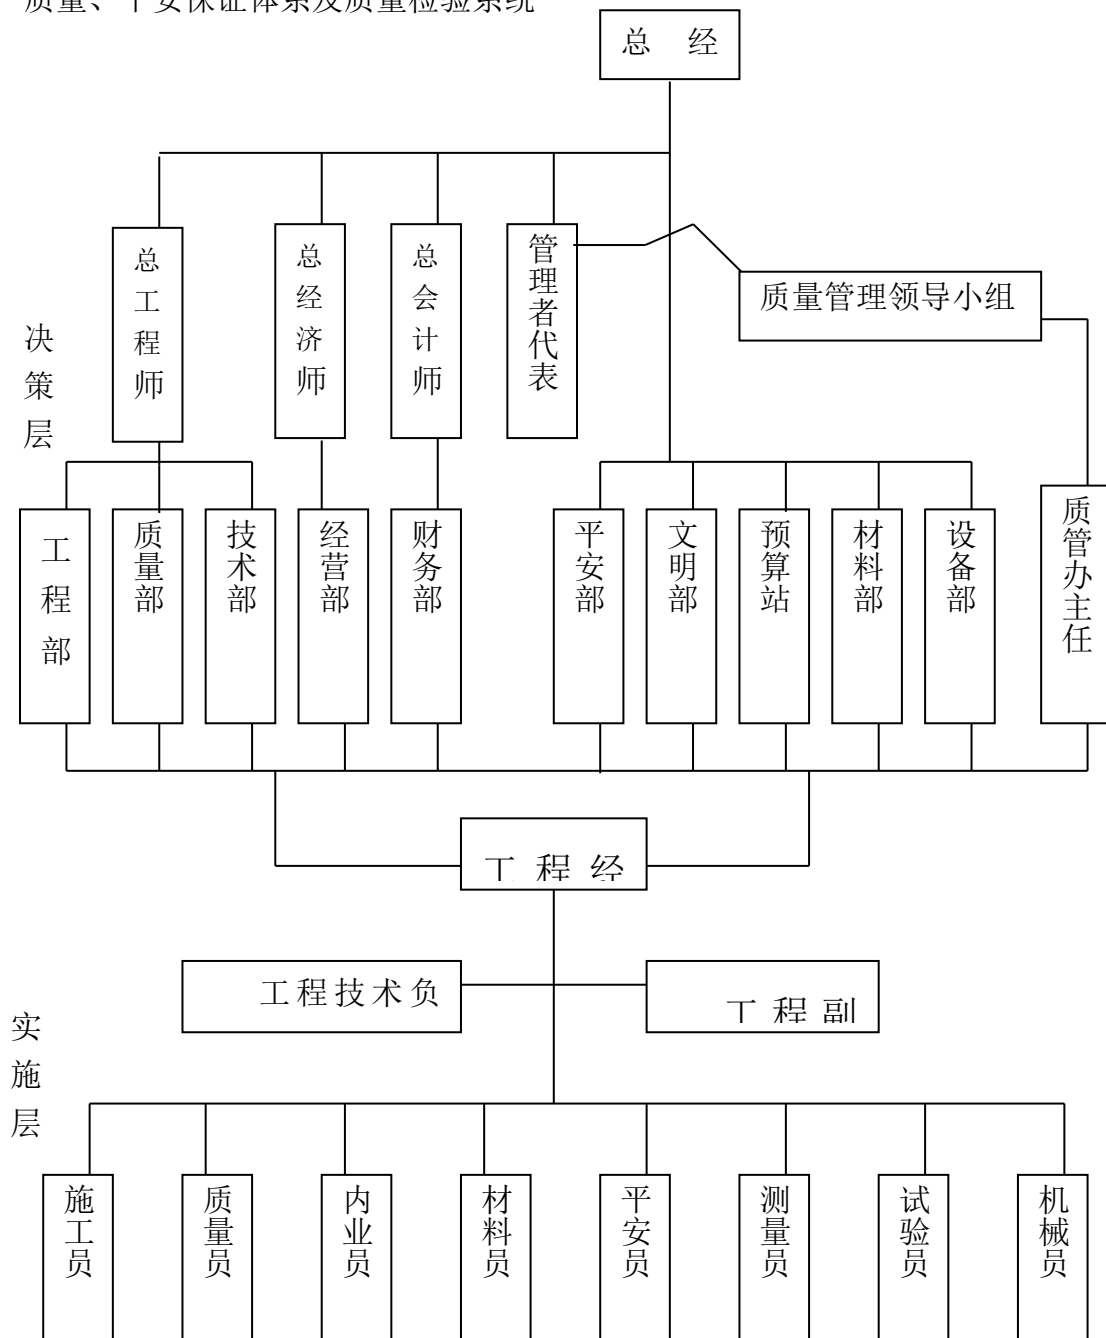 质量、平安保证体系及质量检验系统
总 经
总工程师
总经济师
总会计师
管理者代表
质量管理领导小组
决策层
工程部
质量部
技术部
经营部
财务部
平安部
文明部
预算站
材料部
设备部
质管办主任
工程经
工程技术负
工程副
实施层
施工员
质量员
内业员
材料员
平安员
测量员
试验员
机械员